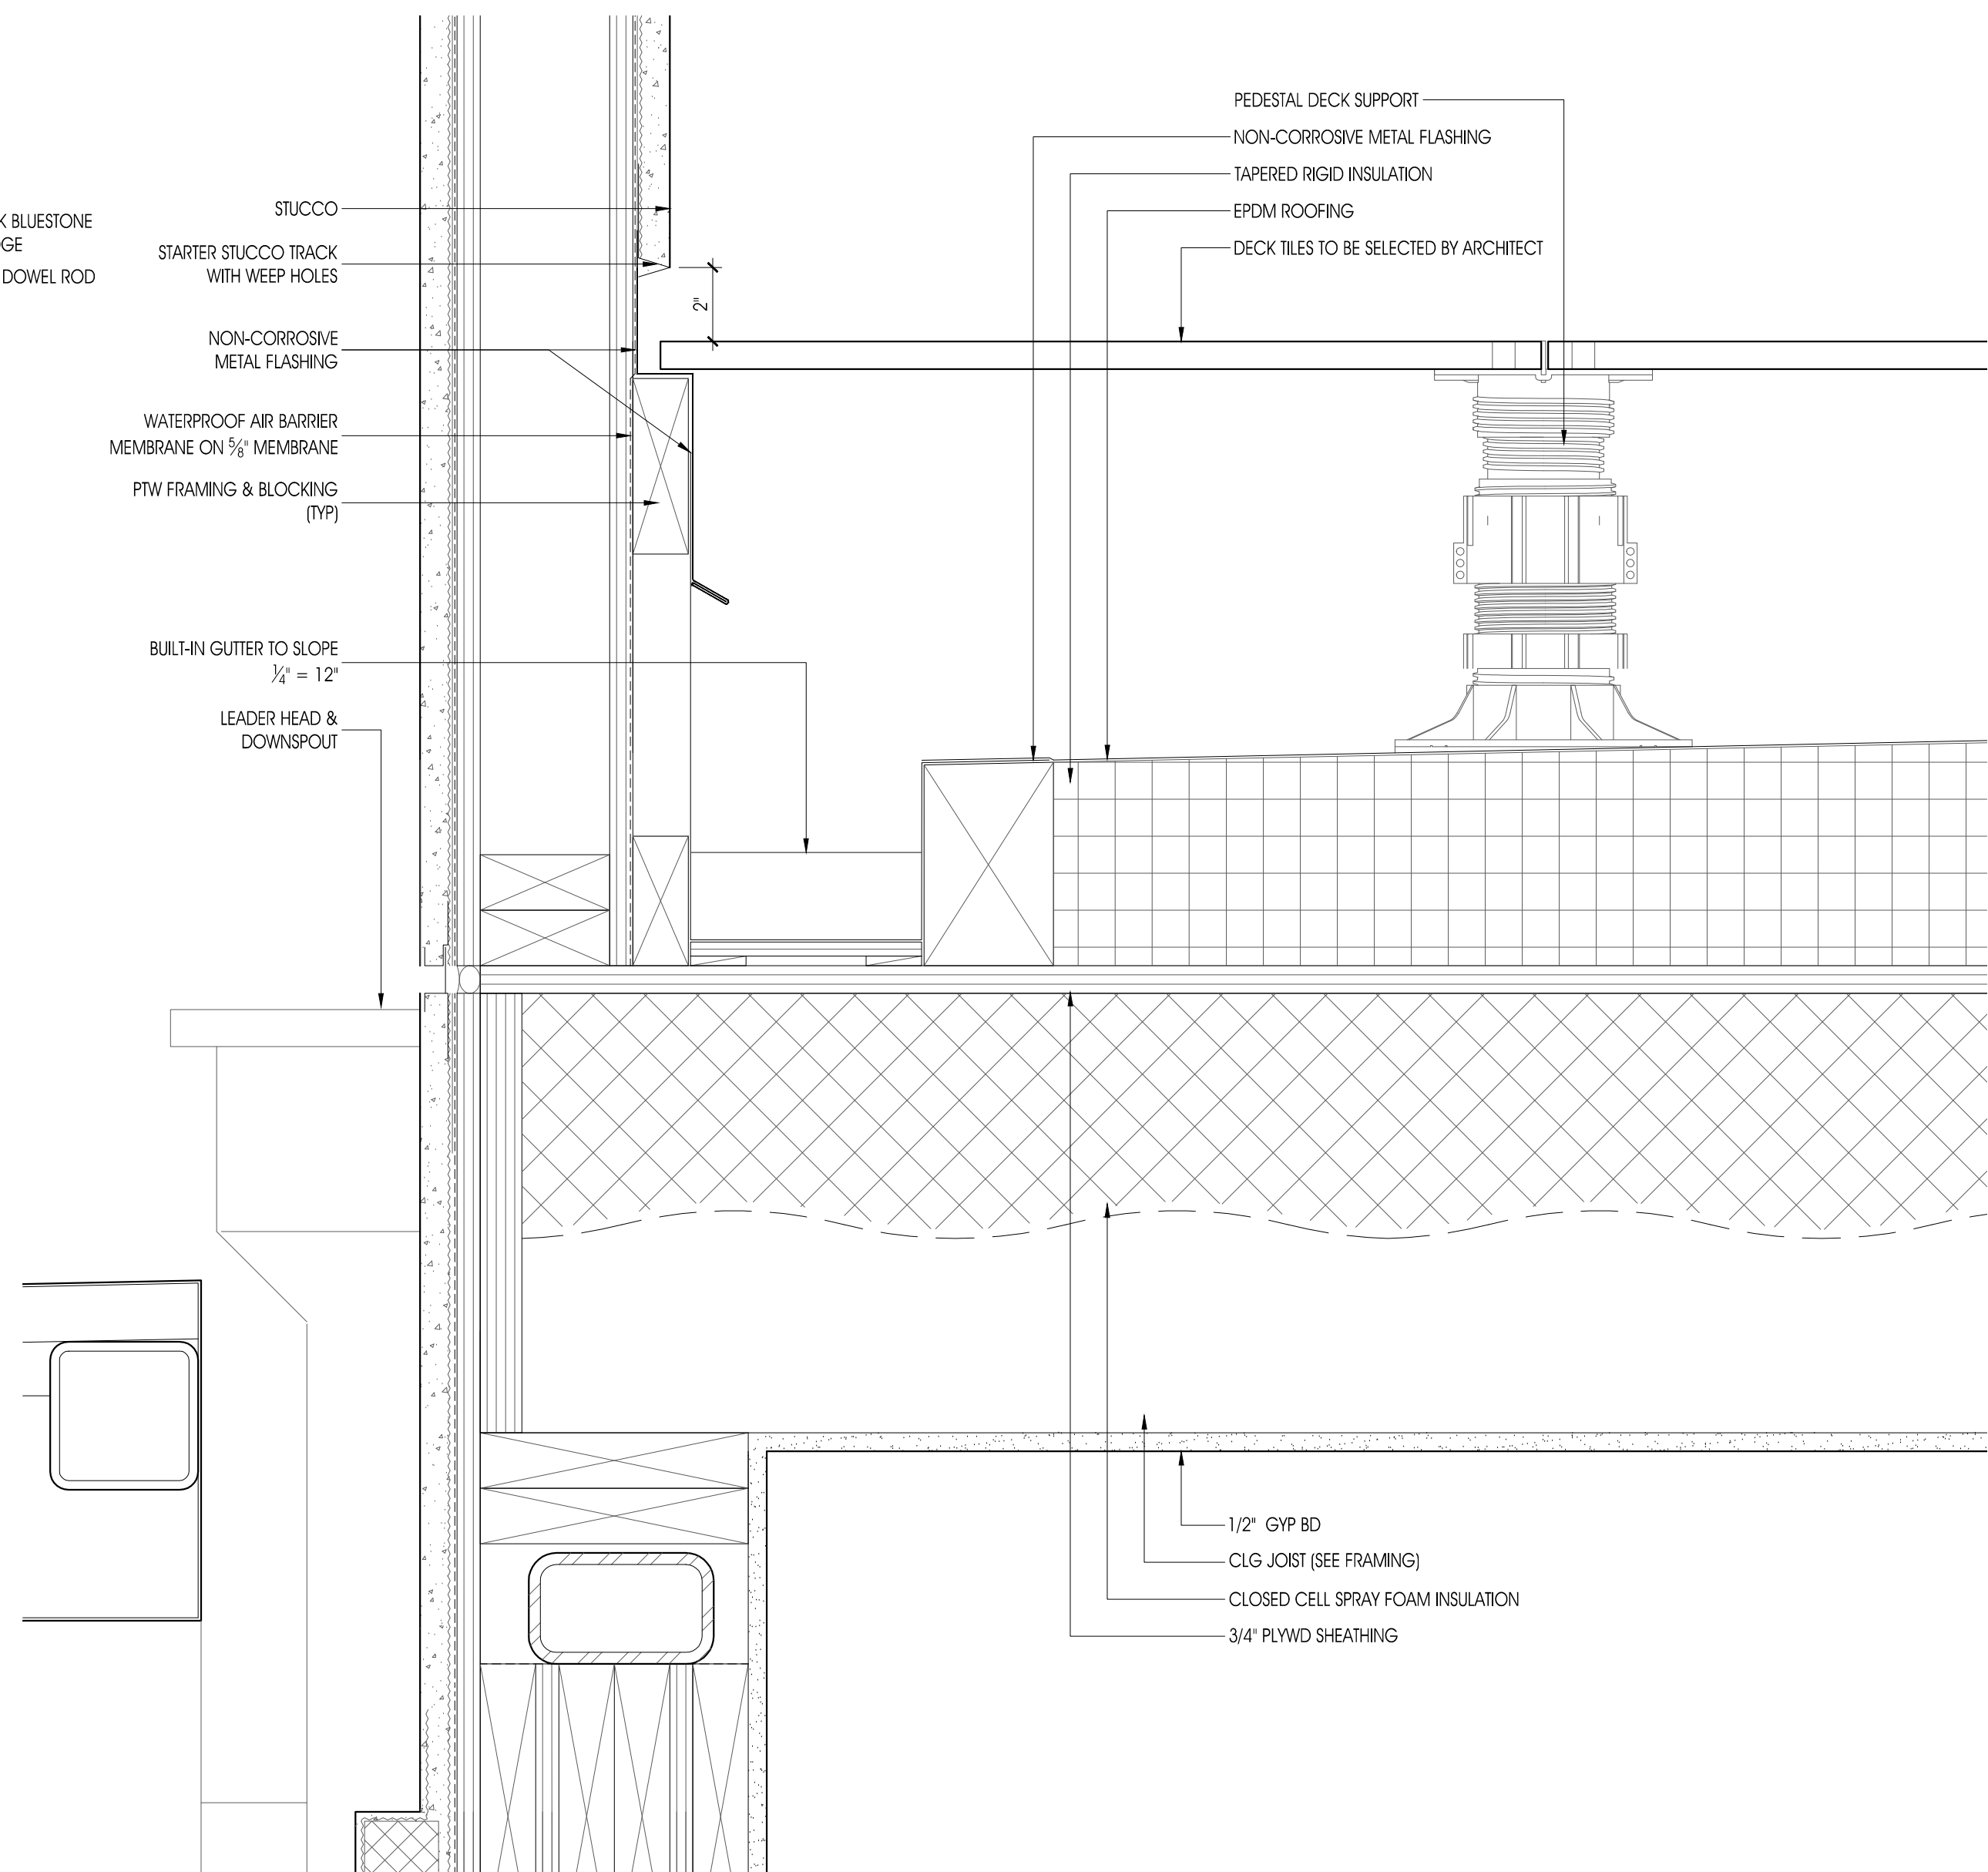 K BLUESTONE
GE
DOWEL ROD
STUCCO
STARTER STUCCO TRACK
WITH WEEP HOLES
NON-CORROSIVE
METAL FLASHING
WATERPROOF AIR BARRIER
MEMBRANE ON 5/8" MEMBRANE
PTW FRAMING & BLOCKING
(TYP)
BUILT-IN GUTTER TO SLOPE
1/4" = 12"
LEADER HEAD &
DOWNSPOUT
2"
PEDESTAL DECK SUPPORT
NON-CORROSIVE METAL FLASHING
TAPERED RIGID INSULATION
EPDM ROOFING
DECK TILES TO BE SELECTED BY ARCHITECT
1/2" GYP BD
CLG JOIST (SEE FRAMING)
CLOSED CELL SPRAY FOAM INSULATION
3/4" PLYWD SHEATHING